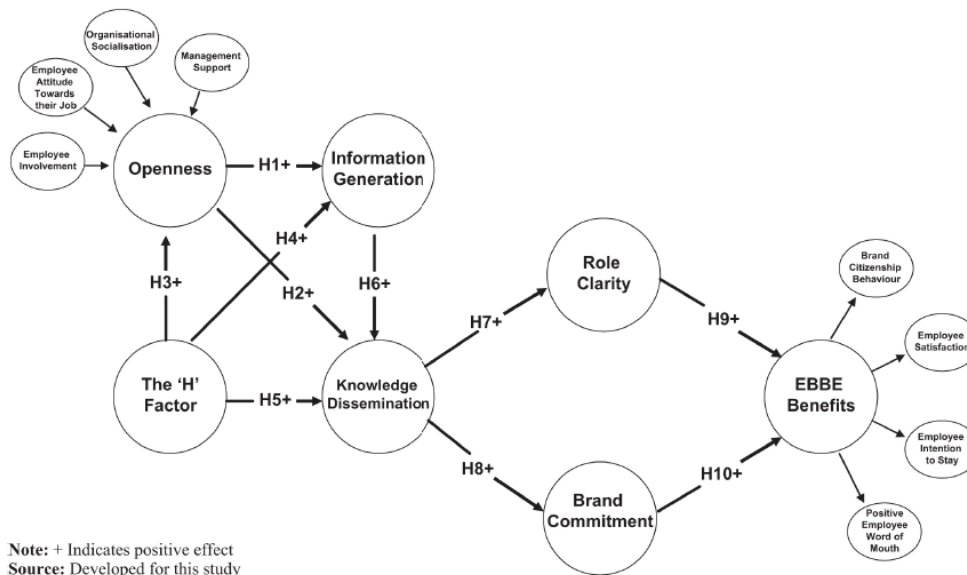 Organisational
Socialisation
Management
Support
Employee
Attitude
Towards
their Job
Employee
Involvement
Openness
H1+
Information
Generation
H4+
H3+
H2+
H6+
The ‘H’
Factor
H5+
Knowledge
Dissemination
H7+
H8+
Role
Clarity
Brand
Commitment
H9+
H10+
EBBE
Benefits
Brand
Citizenship
Behaviour
Employee
Satisfaction
Employee
Intention
to Stay
Positive
Employee
Word of
Mouth
Note: + Indicates positive effect
Source: Developed for this study